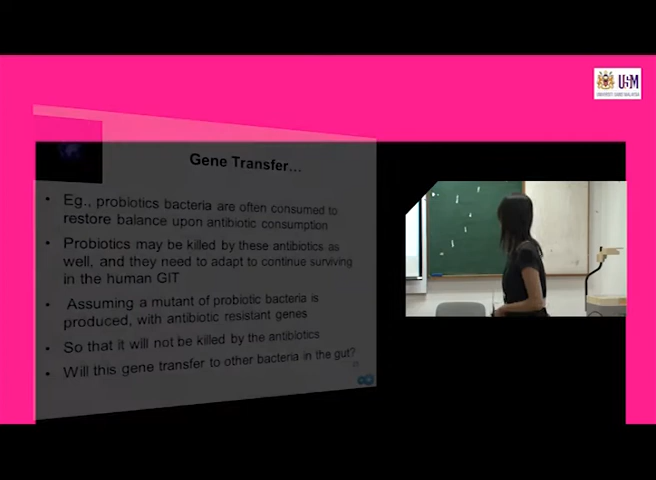 USM
UNIVERSITI SAINS MALAYSIA
Gene Transfer...
• Eg., probiotics bacteria are often consumed to
restore balance upon antibiotic consumption
• Probiotics may be killed by these antibiotics as
well, and they need to adapt to continue surviving
in the human GIT
• Assuming a mutant of probiotic bacteria is
produced, with antibiotic resistant genes
• So that it will not be killed by the antibiotics
• Will this gene transfer to other bacteria in the gut?